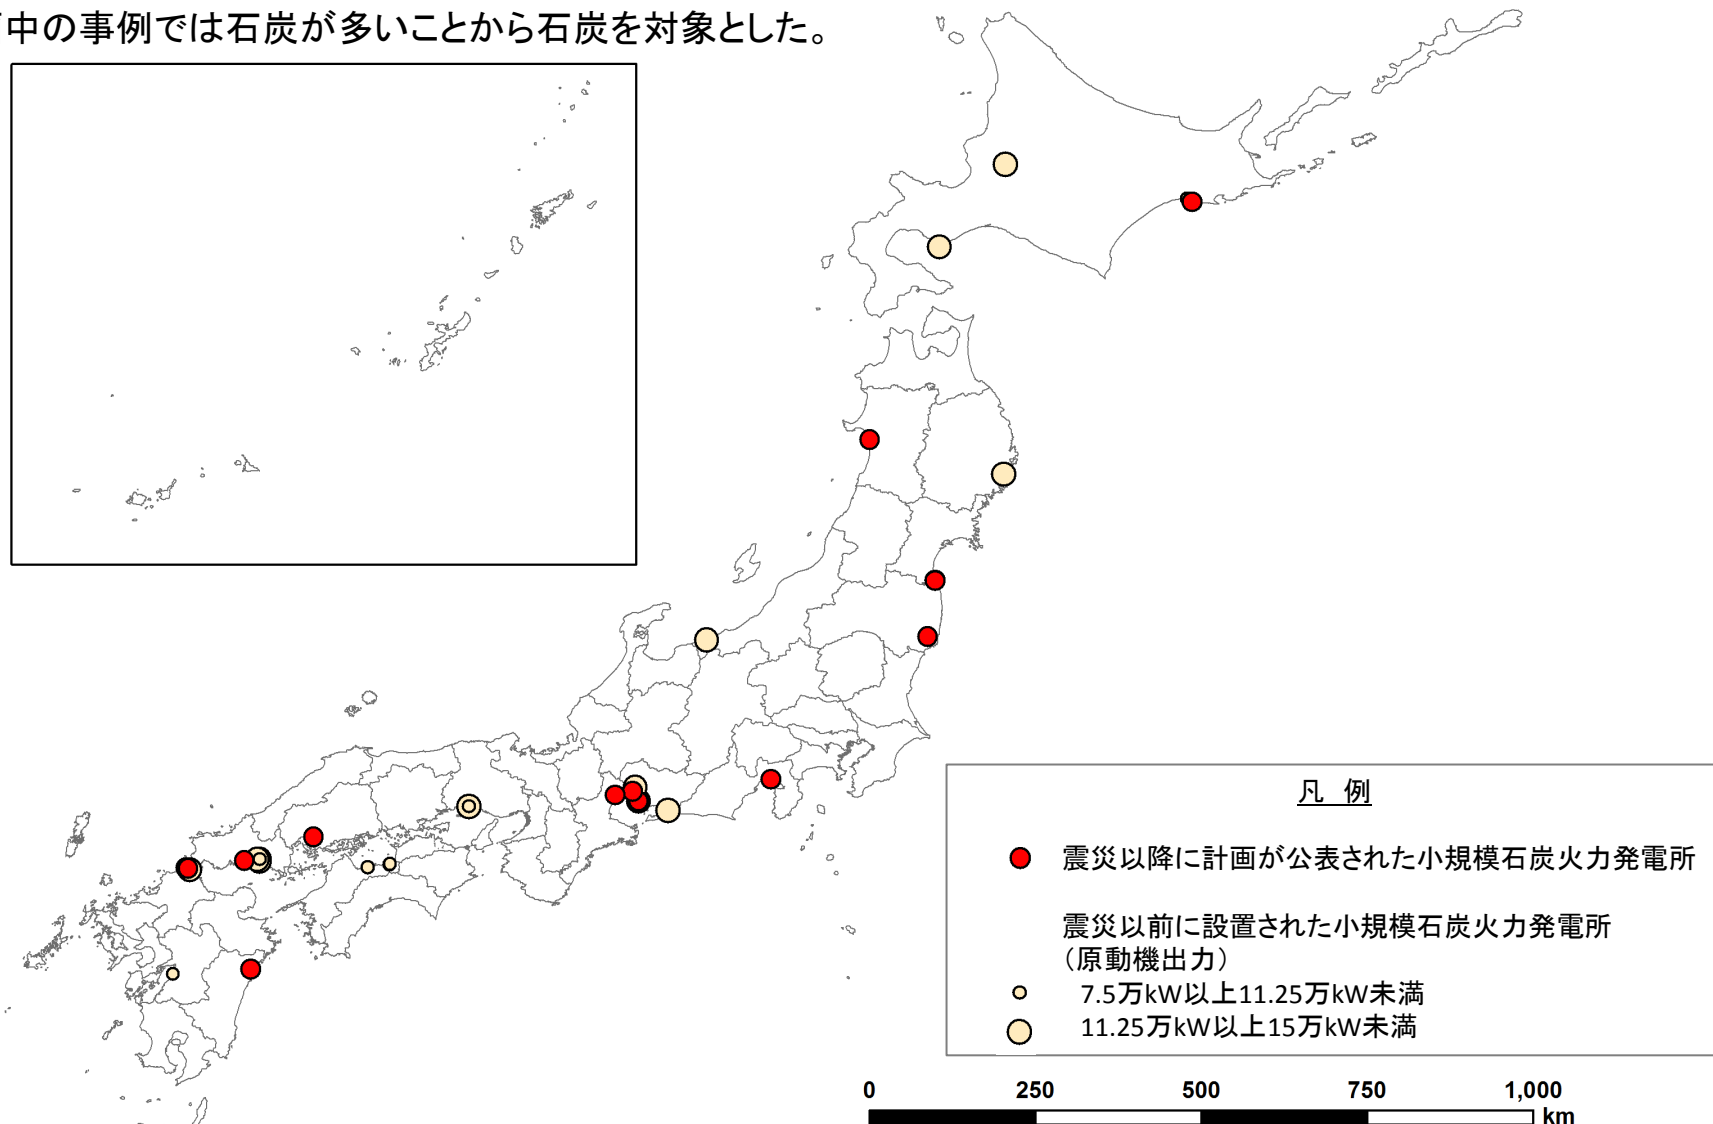 中の事例では石炭が多いことから石炭を対象とした。
凡 例
震災以降に計画が公表された小規模石炭火力発電所
震災以前に設置された小規模石炭火力発電所
（原動機出力）
7.5万kW以上11.25万kW未満
11.25万kW以上15万kW未満
0 250 500 750 1,000
km